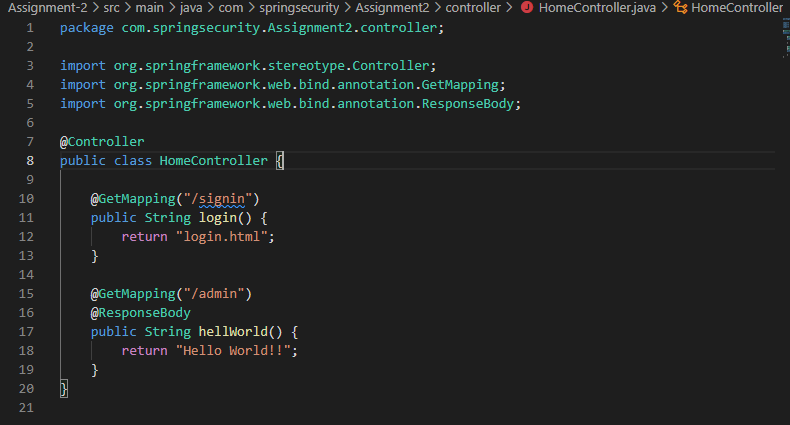 Assignment-2 > src > main > java > com > springsecurity > Assignment2 > controller > J HomeController.java > HomeController
1 package com.springsecurity.Assignment2.controller;
2
3 import org.springframework.stereotype.Controller;
4 import org.springframework.web.bind.annotation.GetMapping;
5 import org.springframework.web.bind.annotation.ResponseBody;
6
7 @Controller
8 public class HomeController {
9
10     @GetMapping("/signin")
11     public String login() {
12         return "login.html";
13     }
14
15     @GetMapping("/admin")
16     @ResponseBody
17     public String hellWorld() {
18         return "Hello World!!";
19     }
20 }
21